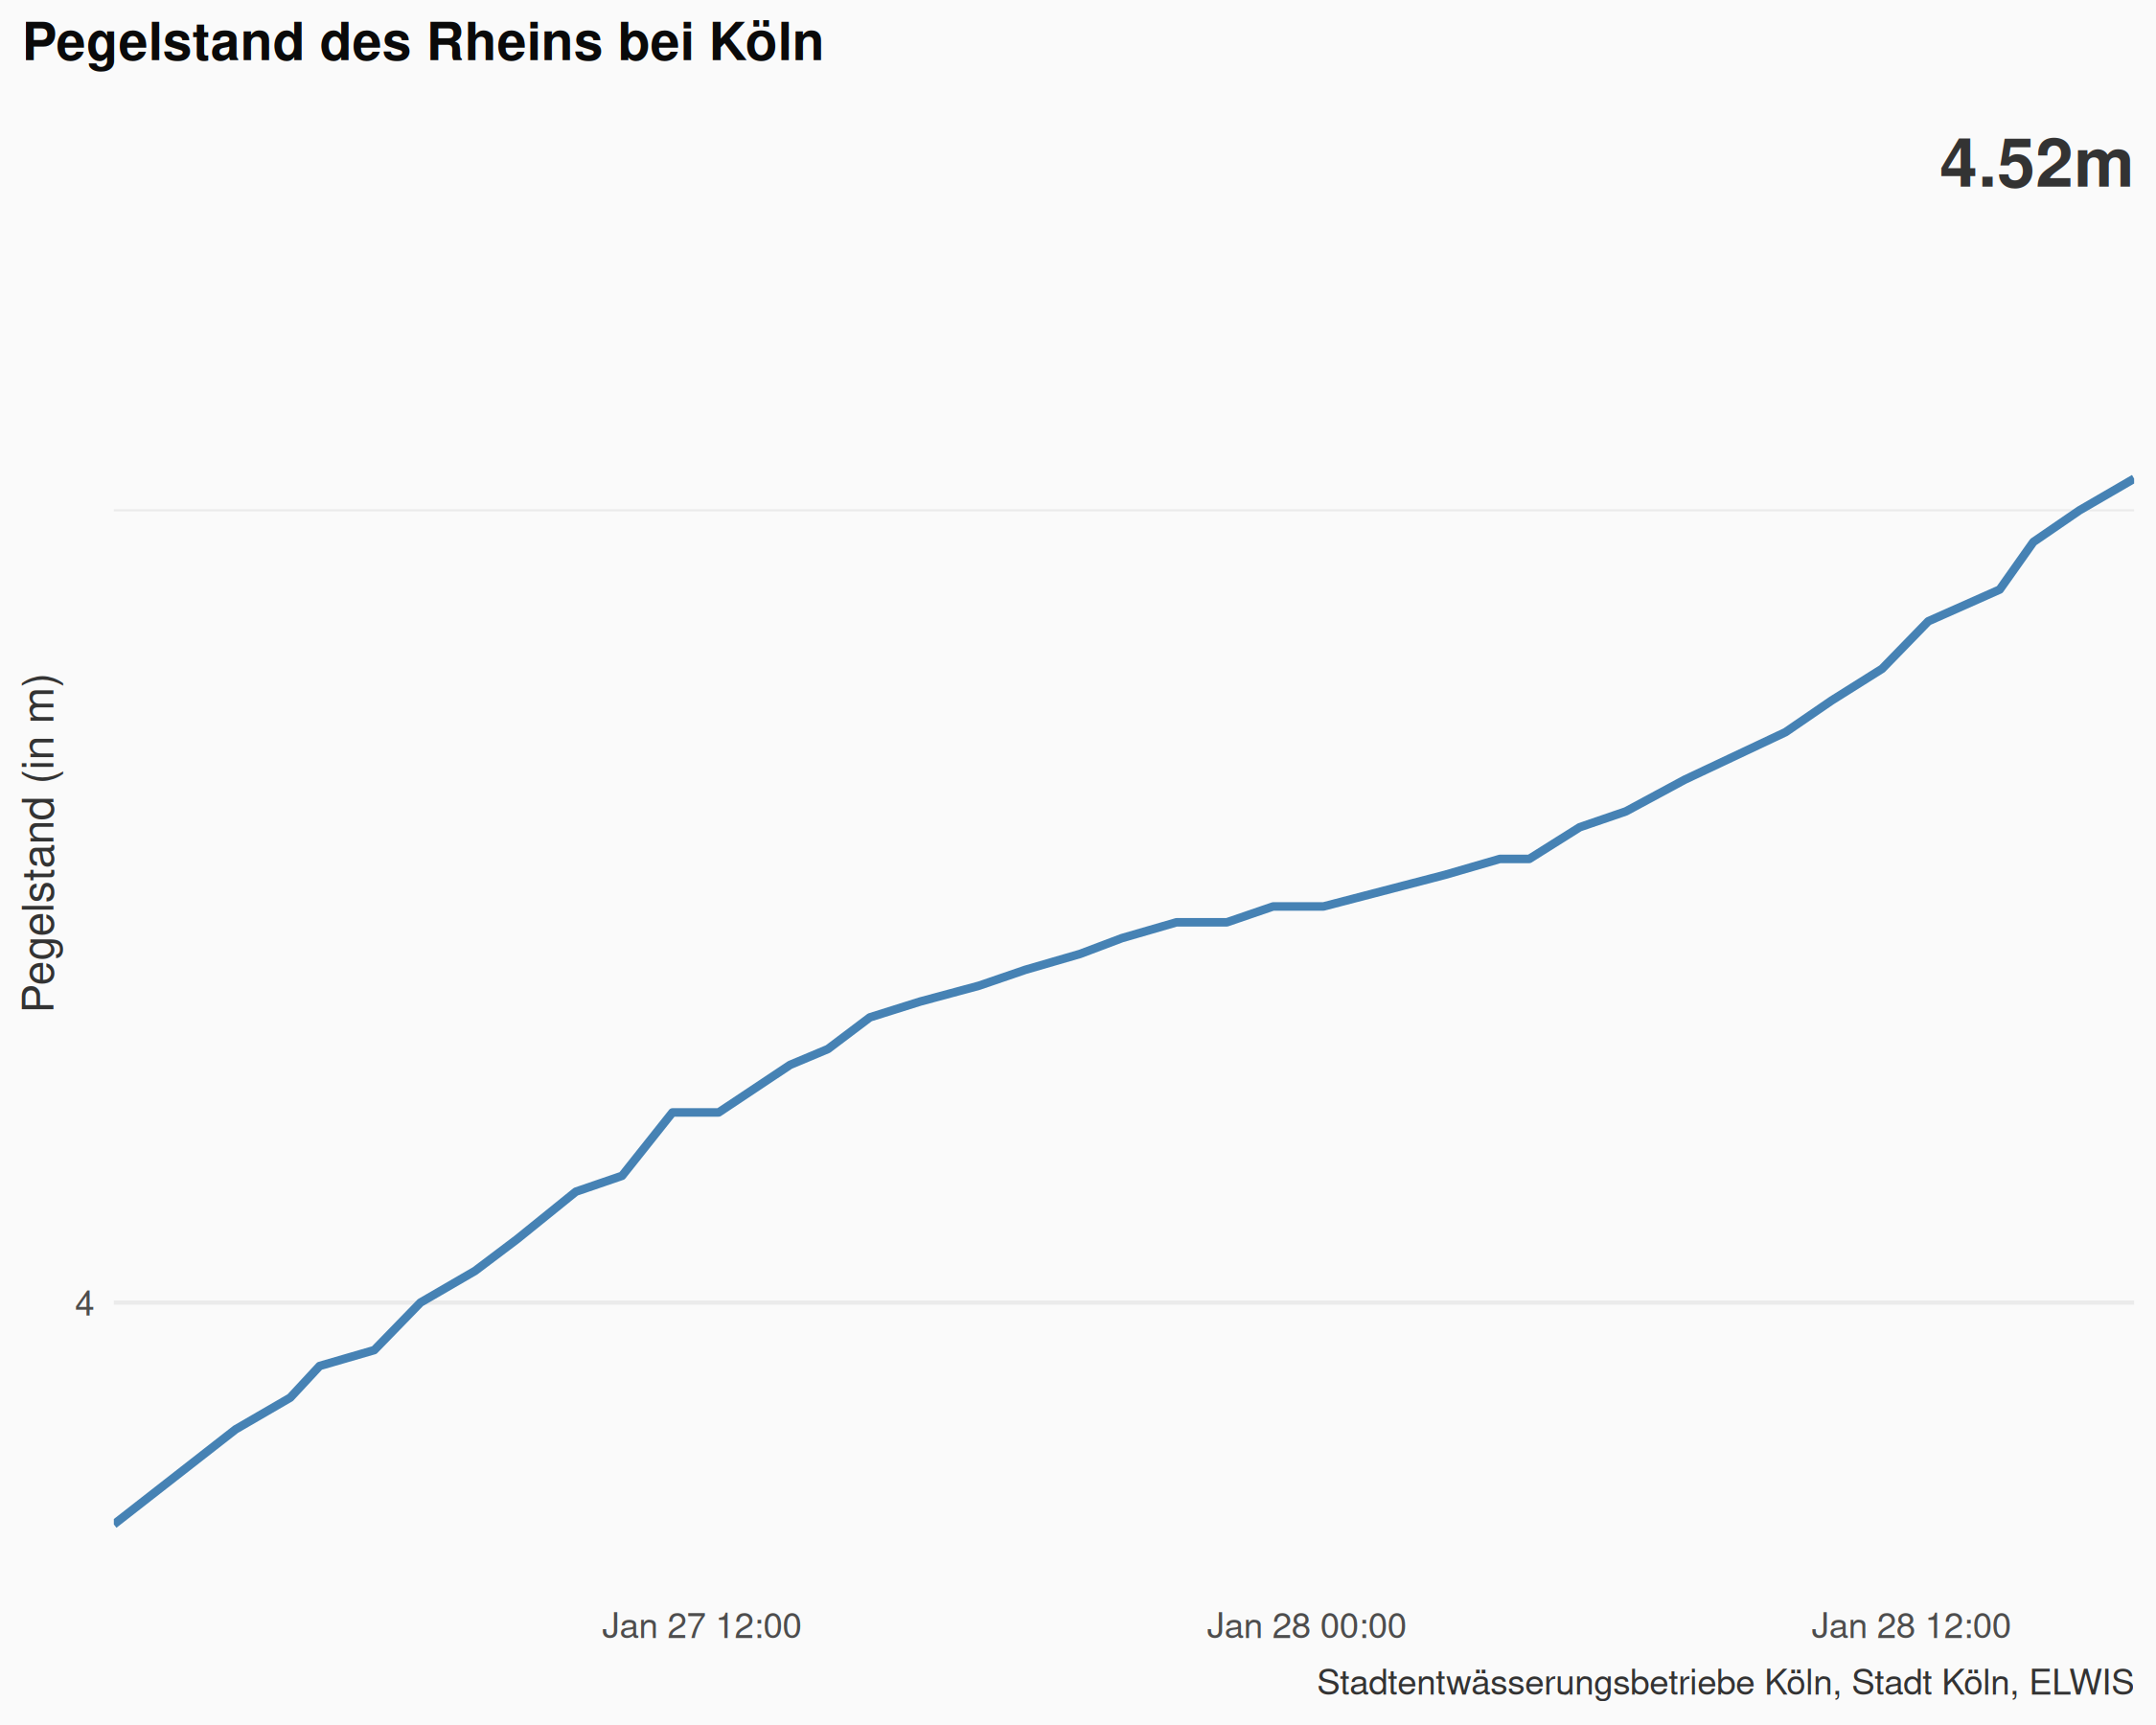 Pegelstand des Rheins bei Köln
4.52m
Pegelstand (in m)
4
Jan 27 12:00
Jan 28 00:00
Jan 28 12:00
Stadtentwässerungsbetriebe Köln, Stadt Köln, ELWIS